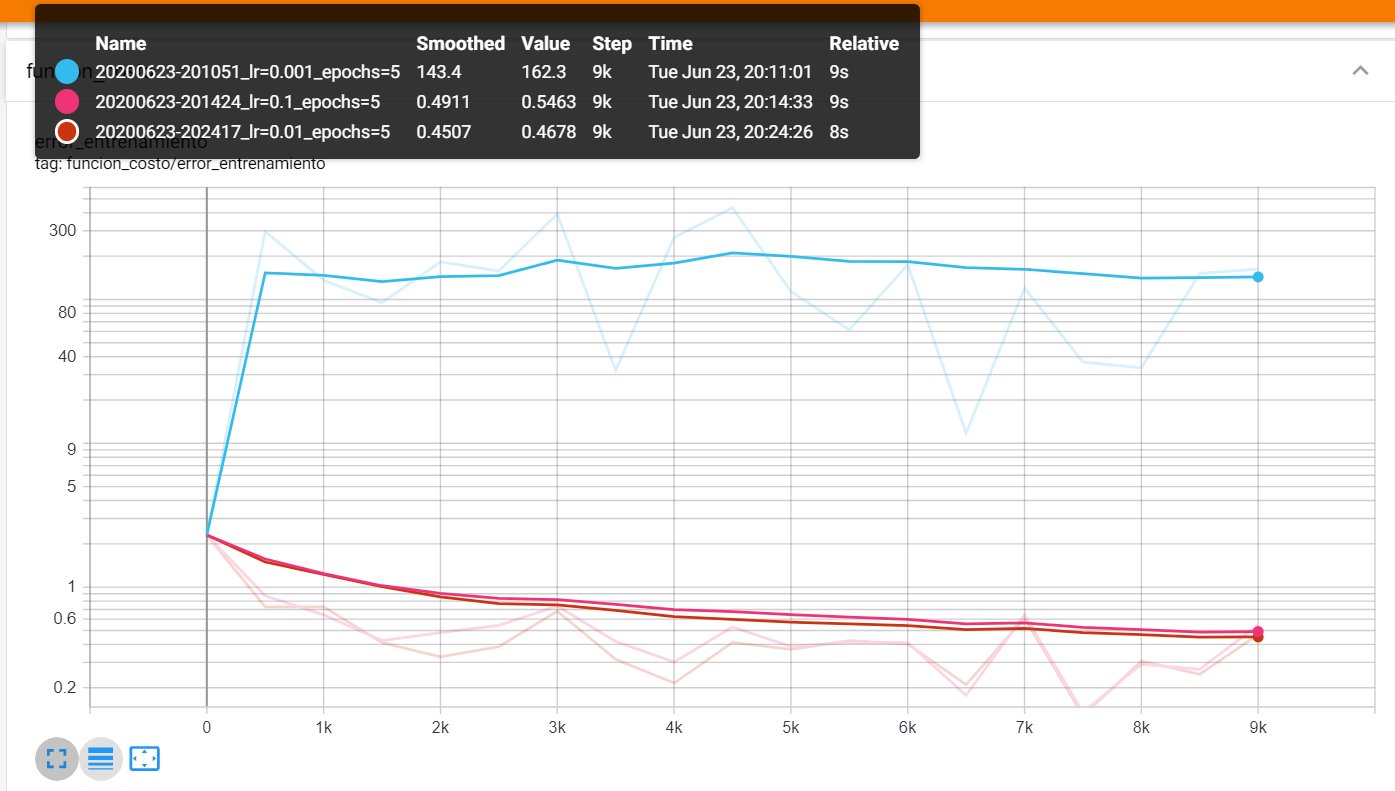 Name Smoothed Value Step Time Relative
20200623-201051_lr=0.001_epochs=5 143.4 162.3 9k Tue Jun 23, 20:11:01 9s
20200623-201424_lr=0.1_epochs=5 0.4911 0.5463 9k Tue Jun 23, 20:14:33 9s
20200623-202417_lr=0.01_epochs=5 0.4507 0.4678 9k Tue Jun 23, 20:24:26 8s
error_entrenamiento
tag: funcion_costo/error_entrenamiento
300
80
40
9
5
1
0.6
0.2
0 1k 2k 3k 4k 5k 6k 7k 8k 9k